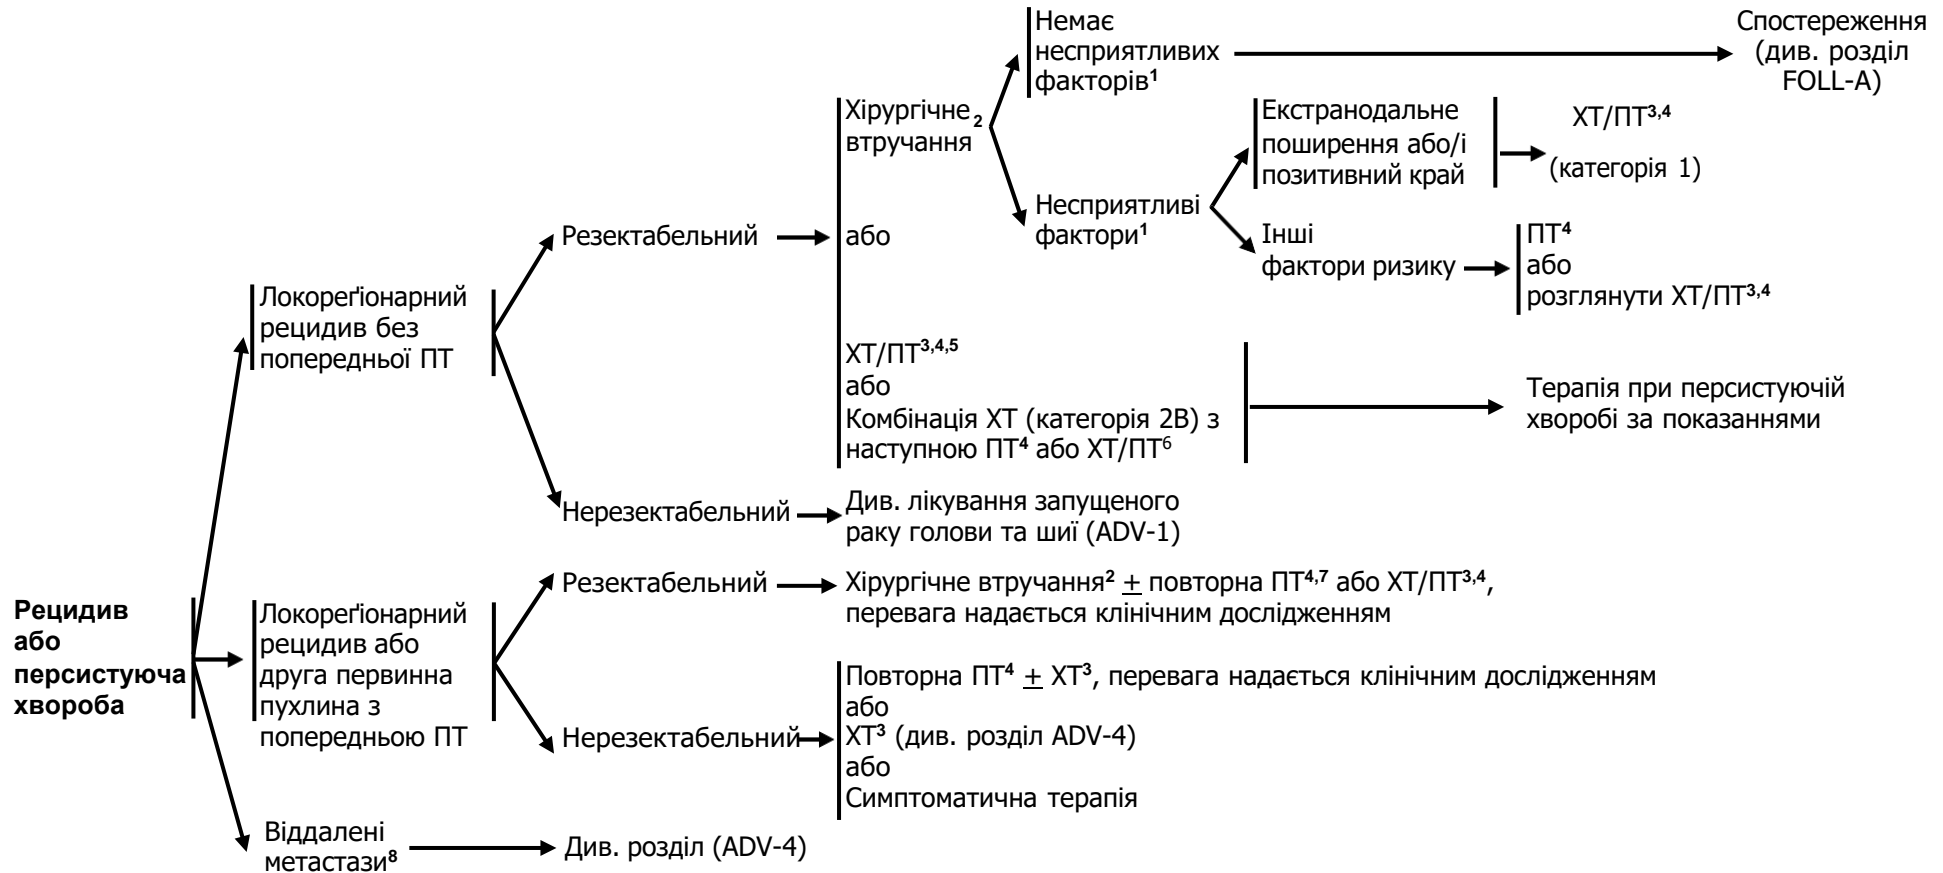 Немає
несприятливих
факторів¹
Спостереження
(див. розділ
FOLL-A)
Хірургічне₂
втручання
Екстранодальне
поширення або/і
позитивний край
ХТ/ПТ³,⁴
(категорія 1)
Несприятливі
фактори¹
Резектабельний
або
Інші
фактори ризику
ПТ⁴
або
розглянути ХТ/ПТ³,⁴
Локореґіонарний
рецидив без
попередньої ПТ
ХТ/ПТ³,⁴,⁵
або
Комбінація ХТ (категорія 2B) з
наступною ПТ⁴ або ХТ/ПТ⁶
Терапія при персистуючій
хворобі за показаннями
Нерезектабельний
Див. лікування запущеного
раку голови та шиї (ADV-1)
Рецидив
або
персистуюча
хвороба
Локореґіонарний
рецидив або
друга первинна
пухлина з
попередньою ПТ
Резектабельний
Хірургічне втручання² ± повторна ПТ⁴,⁷ або ХТ/ПТ³,⁴,
перевага надається клінічним дослідженням
Нерезектабельний
Повторна ПТ⁴ ± ХТ³, перевага надається клінічним дослідженням
або
ХТ³ (див. розділ ADV-4)
або
Симптоматична терапія
Віддалені
метастази⁸
Див. розділ (ADV-4)